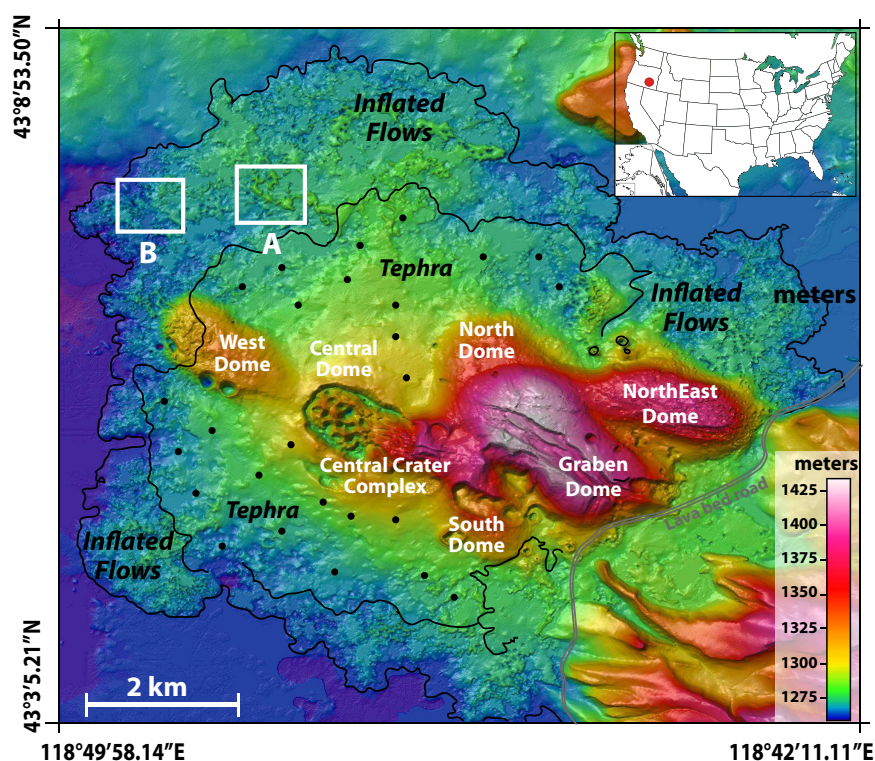 43°8’53.50”N
Inflated
Flows
B
A
Tephra
Inflated
Flows
meters
West
Dome
Central
Dome
North
Dome
NorthEast
Dome
Central Crater
Complex
Graben
Dome
Tephra
South
Dome
Inflated
Flows
Lava bed road
meters
1425
1400
1375
1350
1325
1300
1275
2 km
43°3’5.21”N
118°49’58.14”E
118°42’11.11”E